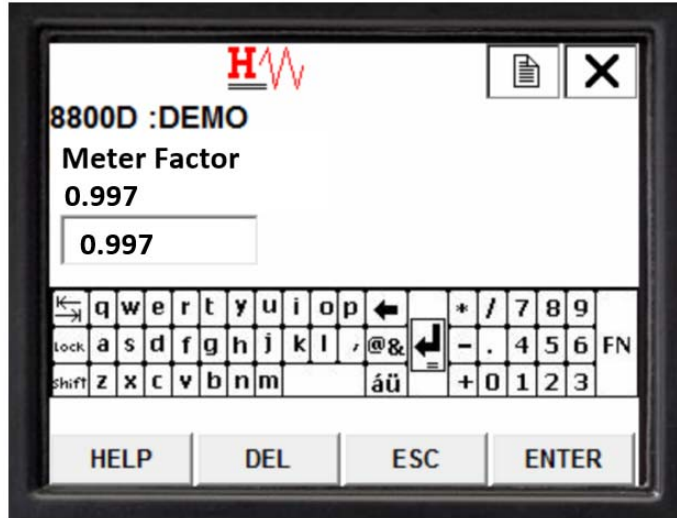 H
8800D :DEMO
Meter Factor
0.997
0.997
q w e r t y u i o p * / 7 8 9
Lock a s d f g h j k l , @& - . 4 5 6 FN
Shift z x c v b n m áü + 0 1 2 3
HELP DEL ESC ENTER